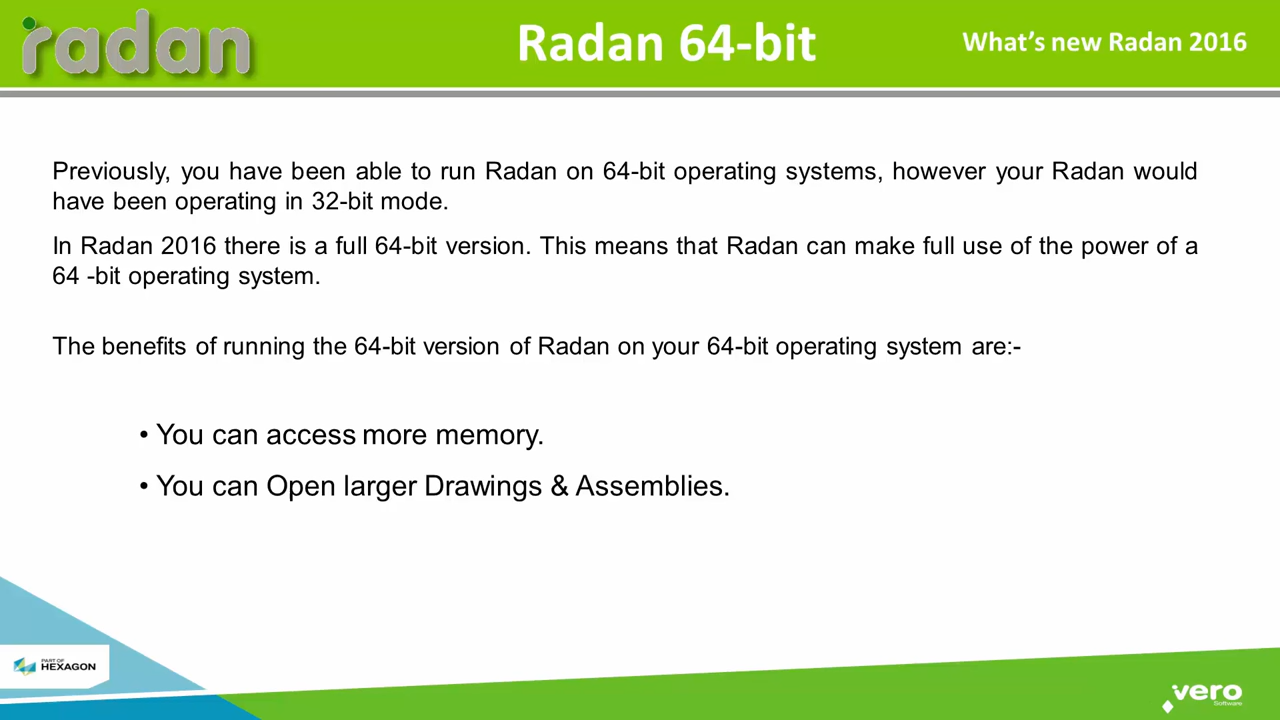 radan
Radan 64-bit
What's new Radan 2016
Previously, you have been able to run Radan on 64-bit operating systems, however your Radan would
have been operating in 32-bit mode.
In Radan 2016 there is a full 64-bit version. This means that Radan can make full use of the power of a
64 -bit operating system.
The benefits of running the 64-bit version of Radan on your 64-bit operating system are:-
• You can access more memory.
• You can Open larger Drawings & Assemblies.
PART OF
HEXAGON
vero
Software